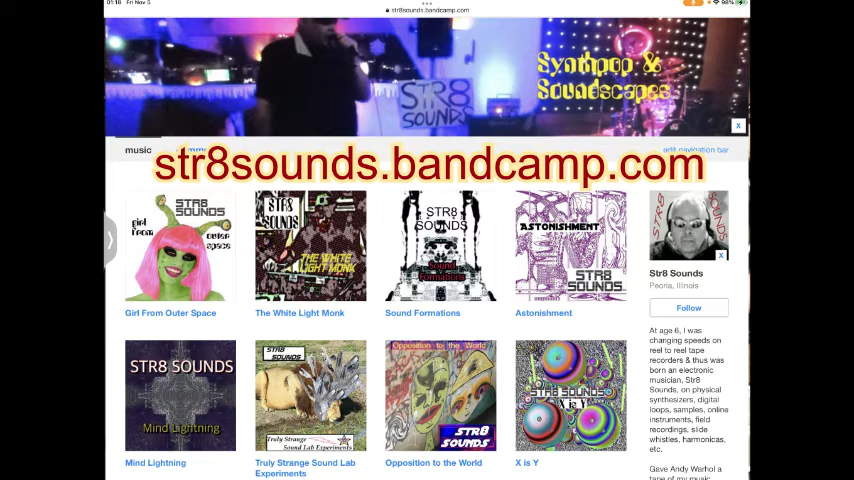 01:18 Fri Nov 5
str8sounds.bandcamp.com
98%
Synthpop &
Soundscapes
STR8
SOUNDS
X
music
edit navigation bar
str8sounds.bandcamp.com
STR8
SOUNDS
girl
from
outer
space
STR8
SOUNDS
THE WHITE
LIGHT MONK
STR8
SOUNDS
Sound
Formations
ASTONISHMENT
STR8
SOUNDS
STR8
SOUNDS
X
Girl From Outer Space
The White Light Monk
Sound Formations
Astonishment
Str8 Sounds
Peoria, Illinois
Follow
STR8 SOUNDS
Mind Lightning
STR8
SOUNDS
Truly Strange
Sound Lab
Experiments
Opposition to the World
STR8
SOUNDS
STR8 SOUNDS
X is Y
Mind Lightning
Truly Strange Sound Lab
Experiments
Opposition to the World
X is Y
At age 6, I was
changing speeds on
reel to reel tape
recorders & thus was
born an electronic
musician, Str8
Sounds, on physical
synthesizers, digital
loops, samples, online
instruments, field
recordings, slide
whistles, harmonicas,
etc.
Gave Andy Warhol a
tape of my music